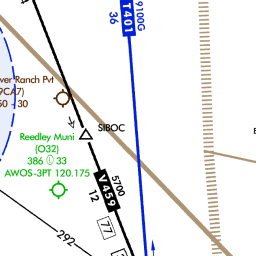 T401
9100G
36
ver Ranch Pvt
9CA7)
50 - 30
SIBOC
Reedley Muni
(O32)
386 Ⓛ 33
AWOS-3PT 120.175
V 459
5700
12
77
292